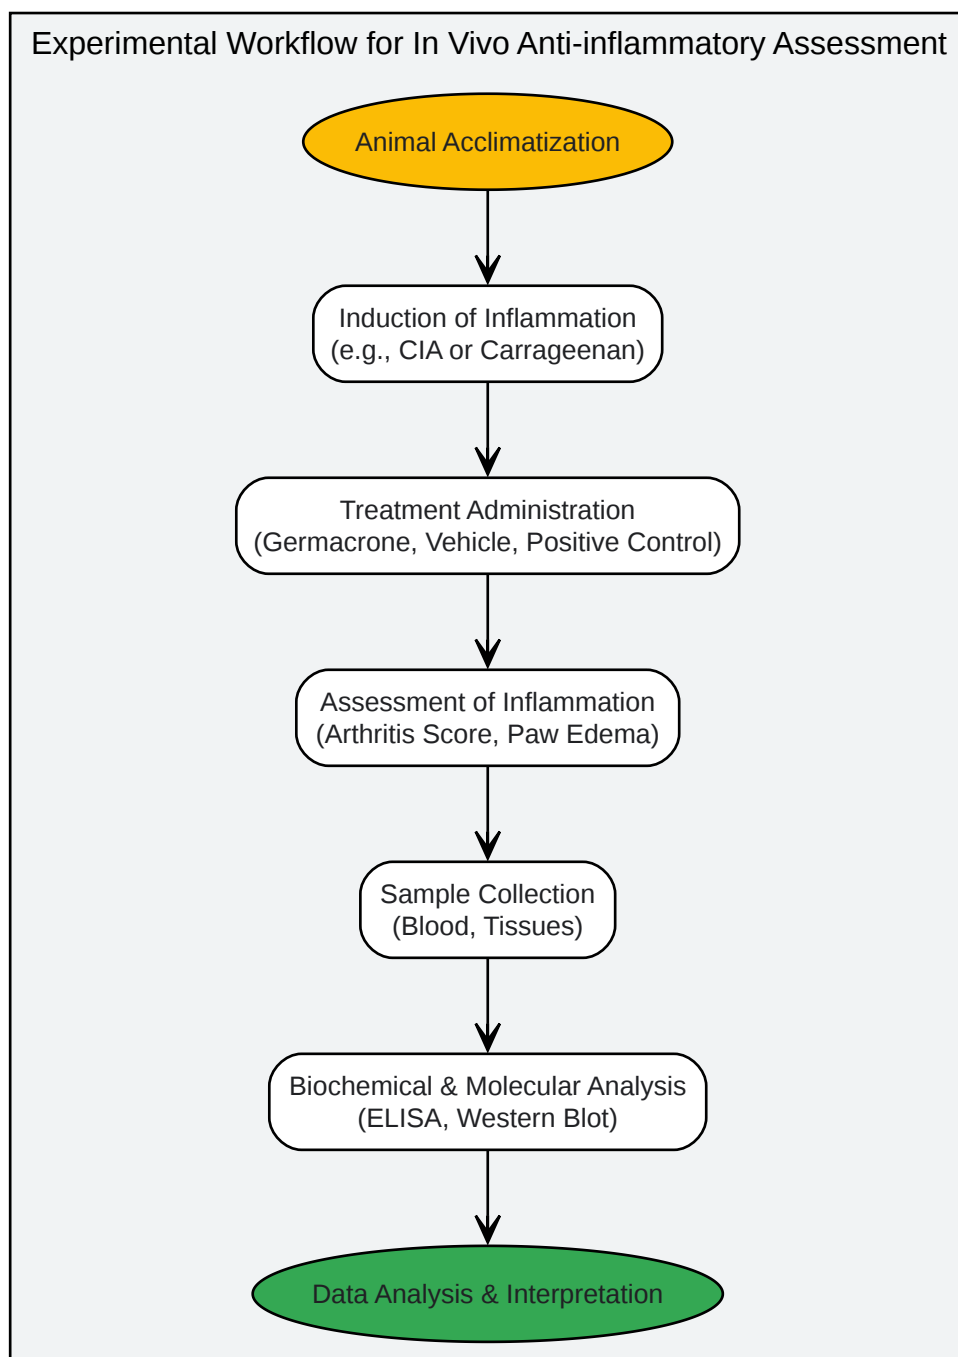 Experimental Workflow for In Vivo Anti-inflammatory Assessment
Animal Acclimatization
Induction of Inflammation
(e.g., CIA or Carrageenan)
Treatment Administration
(Germacrone, Vehicle, Positive Control)
Assessment of Inflammation
(Arthritis Score, Paw Edema)
Sample Collection
(Blood, Tissues)
Biochemical & Molecular Analysis
(ELISA, Western Blot)
Data Analysis & Interpretation